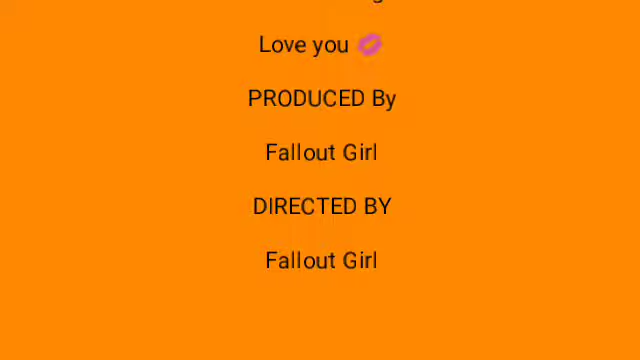 Love you 💋
PRODUCED By
Fallout Girl
DIRECTED BY
Fallout Girl